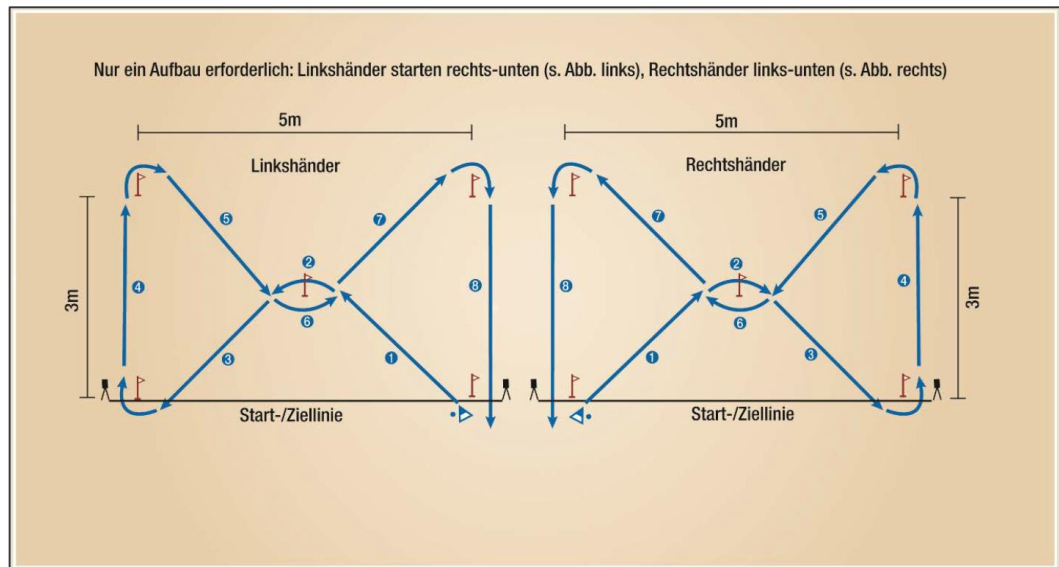 Nur ein Aufbau erforderlich: Linkshänder starten rechts-unten (s. Abb. links), Rechtshänder links-unten (s. Abb. rechts)
5m
Linkshänder
3m
5
7
2
4
8
6
3
1
Start-/Ziellinie
5m
Rechtshänder
7
5
2
8
4
6
1
3
3m
Start-/Ziellinie